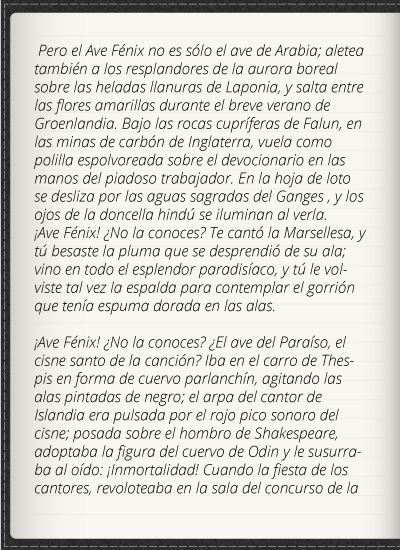 Pero el Ave Fénix no es sólo el ave de Arabia; aletea
también a los resplandores de la aurora boreal
sobre las heladas llanuras de Laponia, y salta entre
las flores amarillas durante el breve verano de
Groenlandia. Bajo las rocas cupríferas de Falun, en
las minas de carbón de Inglaterra, vuela como
polilla espolvoreada sobre el devocionario en las
manos del piadoso trabajador. En la hoja de loto
se desliza por las aguas sagradas del Ganges , y los
ojos de la doncella hindú se iluminan al verla.
¡Ave Fénix! ¿No la conoces? Te cantó la Marsellesa, y
tú besaste la pluma que se desprendió de su ala;
vino en todo el esplendor paradisíaco, y tú le vol-
viste tal vez la espalda para contemplar el gorrión
que tenía espuma dorada en las alas.

¡Ave Fénix! ¿No la conoces? ¿El ave del Paraíso, el
cisne santo de la canción? Iba en el carro de Thes-
pis en forma de cuervo parlanchín, agitando las
alas pintadas de negro; el arpa del cantor de
Islandia era pulsada por el rojo pico sonoro del
cisne; posada sobre el hombro de Shakespeare,
adoptaba la figura del cuervo de Odin y le susurra-
ba al oído: ¡Inmortalidad! Cuando la fiesta de los
cantores, revoloteaba en la sala del concurso de la